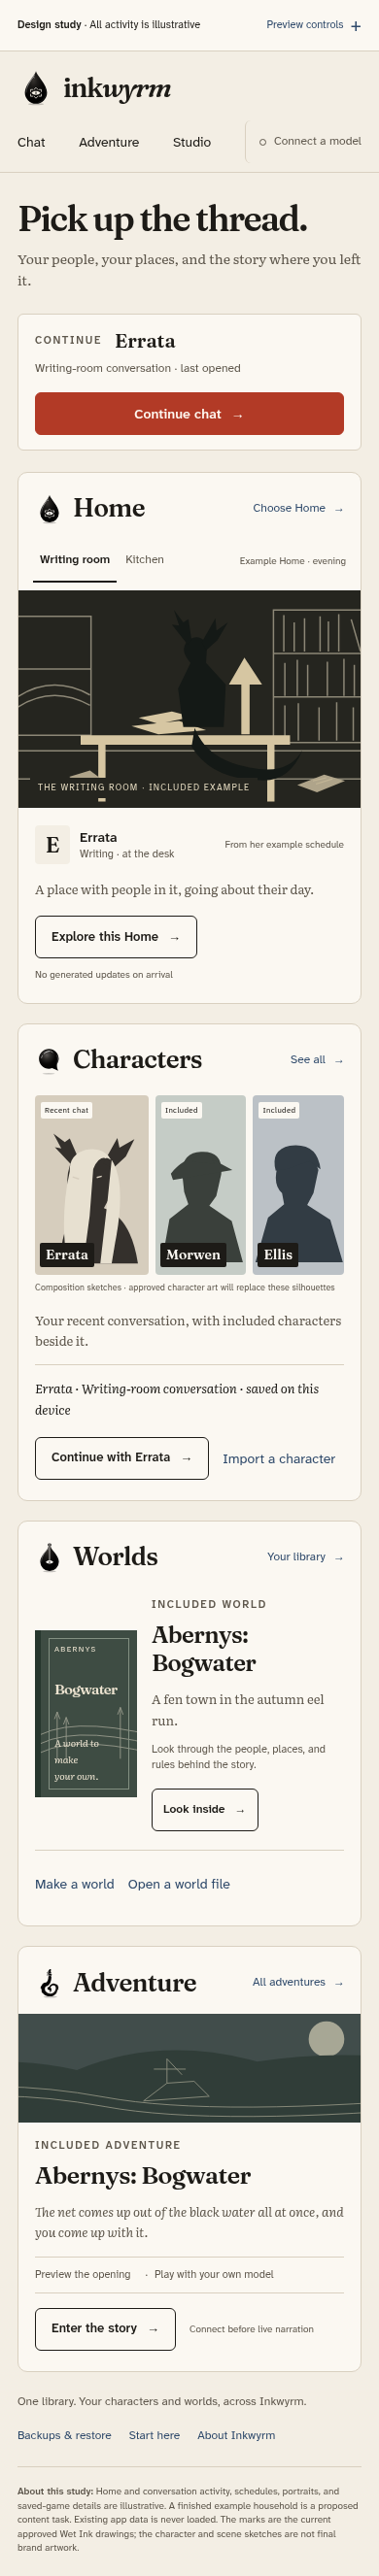 Design study · All activity is illustrative
Preview controls +
inkwyrm
Chat
Adventure
Studio
Connect a model
Pick up the thread.
Your people, your places, and the story where you left
it.
CONTINUE Errata
Writing-room conversation · last opened
Continue chat →
Home
Choose Home →
Writing room
Kitchen
Example Home · evening
THE WRITING ROOM · INCLUDED EXAMPLE
E
Errata
Writing · at the desk
From her example schedule
A place with people in it, going about their day.
Explore this Home →
No generated updates on arrival
Characters
See all →
Recent chat
Included
Included
Errata
Morwen
Ellis
Composition sketches · approved character art will replace these silhouettes
Your recent conversation, with included characters
beside it.
Errata · Writing-room conversation · saved on this
device
Continue with Errata →
Import a character
Worlds
Your library →
ABERNYS
Bogwater
A world to
make
your own.
INCLUDED WORLD
Abernys:
Bogwater
A fen town in the autumn eel
run.
Look through the people, places, and
rules behind the story.
Look inside →
Make a world
Open a world file
Adventure
All adventures →
INCLUDED ADVENTURE
Abernys: Bogwater
The net comes up out of the black water all at once, and
you come up with it.
Preview the opening · Play with your own model
Enter the story →
Connect before live narration
One library. Your characters and worlds, across Inkwyrm.
Backups & restore
Start here
About Inkwyrm
About this study: Home and conversation activity, schedules, portraits, and
saved-game details are illustrative. A finished example household is a proposed
content task. Existing app data is never loaded. The marks are the current
approved Wet Ink drawings; the character and scene sketches are not final
brand artwork.